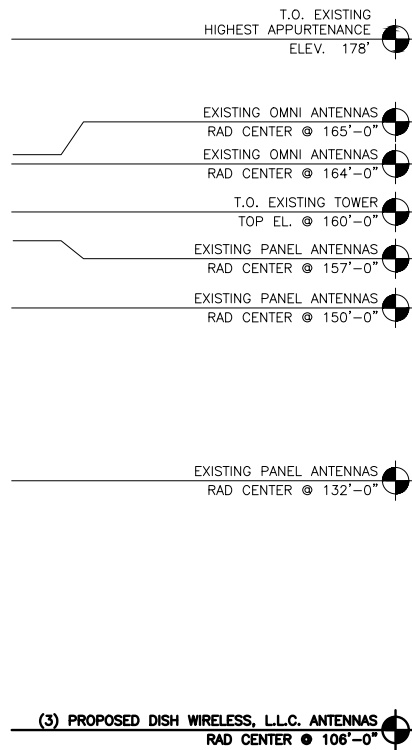 T.O. EXISTING
HIGHEST APPURTENANCE
ELEV. 178'
EXISTING OMNI ANTENNAS
RAD CENTER @ 165'-0"
EXISTING OMNI ANTENNAS
RAD CENTER @ 164'-0"
T.O. EXISTING TOWER
TOP EL. @ 160'-0"
EXISTING PANEL ANTENNAS
RAD CENTER @ 157'-0"
EXISTING PANEL ANTENNAS
RAD CENTER @ 150'-0"
EXISTING PANEL ANTENNAS
RAD CENTER @ 132'-0"
(3) PROPOSED DISH WIRELESS, L.L.C. ANTENNAS
RAD CENTER @ 106'-0"